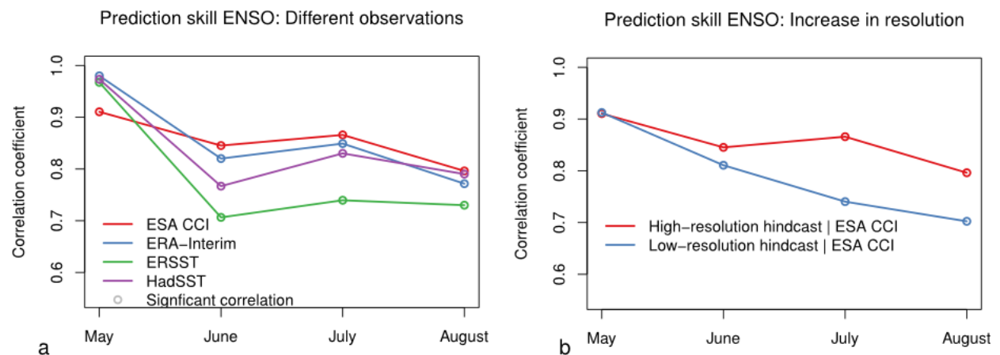 Prediction skill ENSO: Different observations
Correlation coefficient
1.0
0.9
0.8
0.7
0.6
ESA CCI
ERA-Interim
ERSST
HadSST
Signficant correlation
May
June
July
August
a
Prediction skill ENSO: Increase in resolution
Correlation coefficient
1.0
0.9
0.8
0.7
0.6
High-resolution hindcast | ESA CCI
Low-resolution hindcast | ESA CCI
May
June
July
August
b